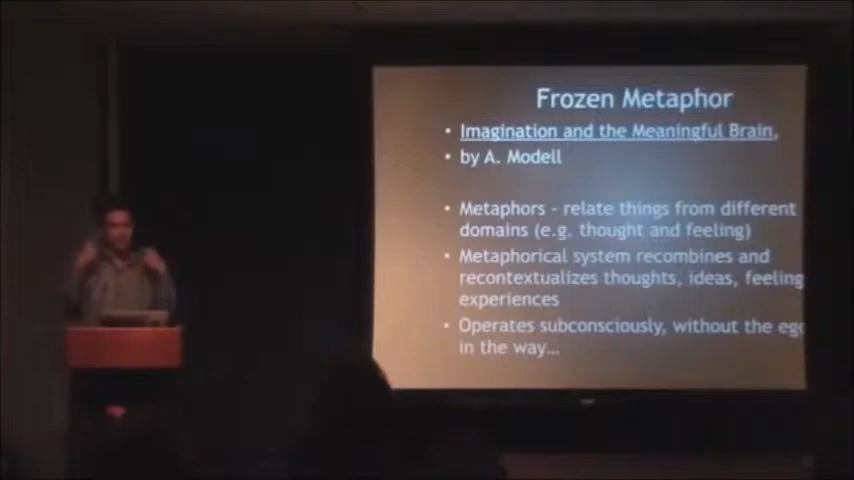 Frozen Metaphor
• Imagination and the Meaningful Brain,
• by A. Modell
• Metaphors - relate things from different
domains (e.g. thought and feeling)
• Metaphorical system recombines and
recontextualizes thoughts, ideas, feeling
experiences
• Operates subconsciously, without the eg
in the way…